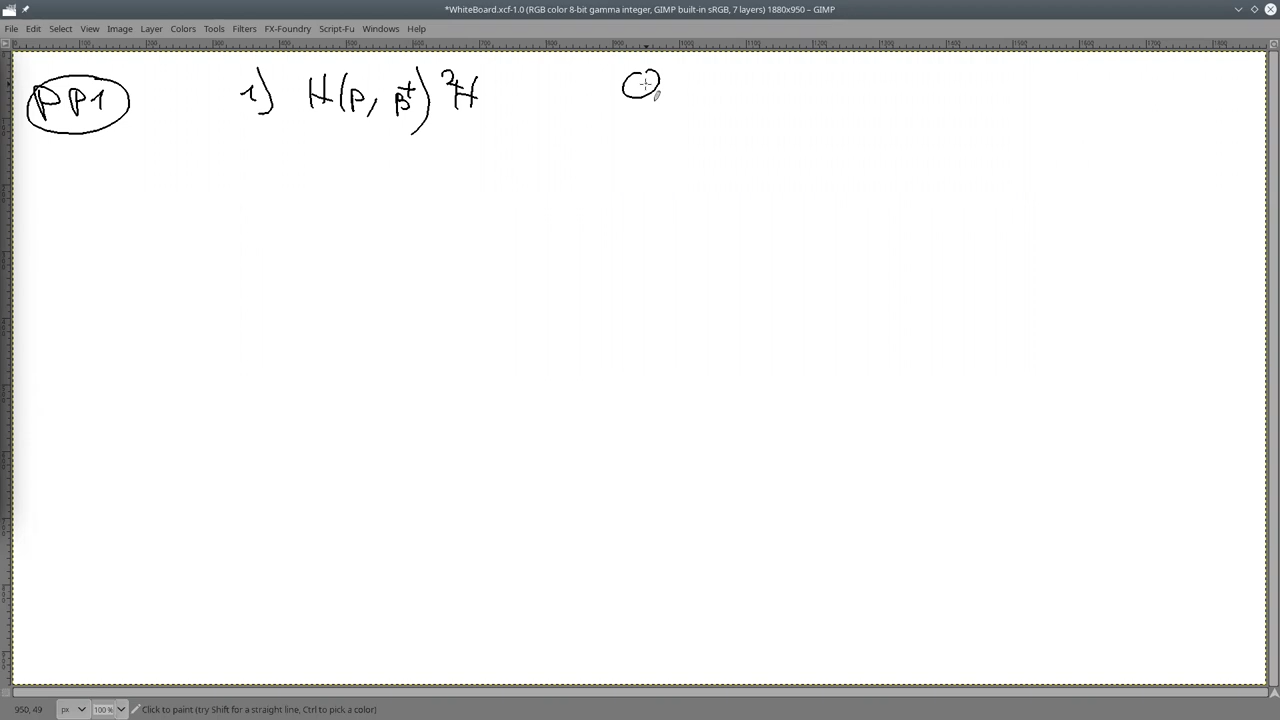 *WhiteBoard.xcf-1.0 (RGB color 8-bit gamma integer, GIMP built-in sRGB, 7 layers) 1880x950 – GIMP
File Edit Select View Image Layer Colors Tools Filters FX-Foundry Script-Fu Windows Help
pp1 1) H(p, β⁺) ²H
950, 49 px 100 % Click to paint (try Shift for a straight line, Ctrl to pick a color)